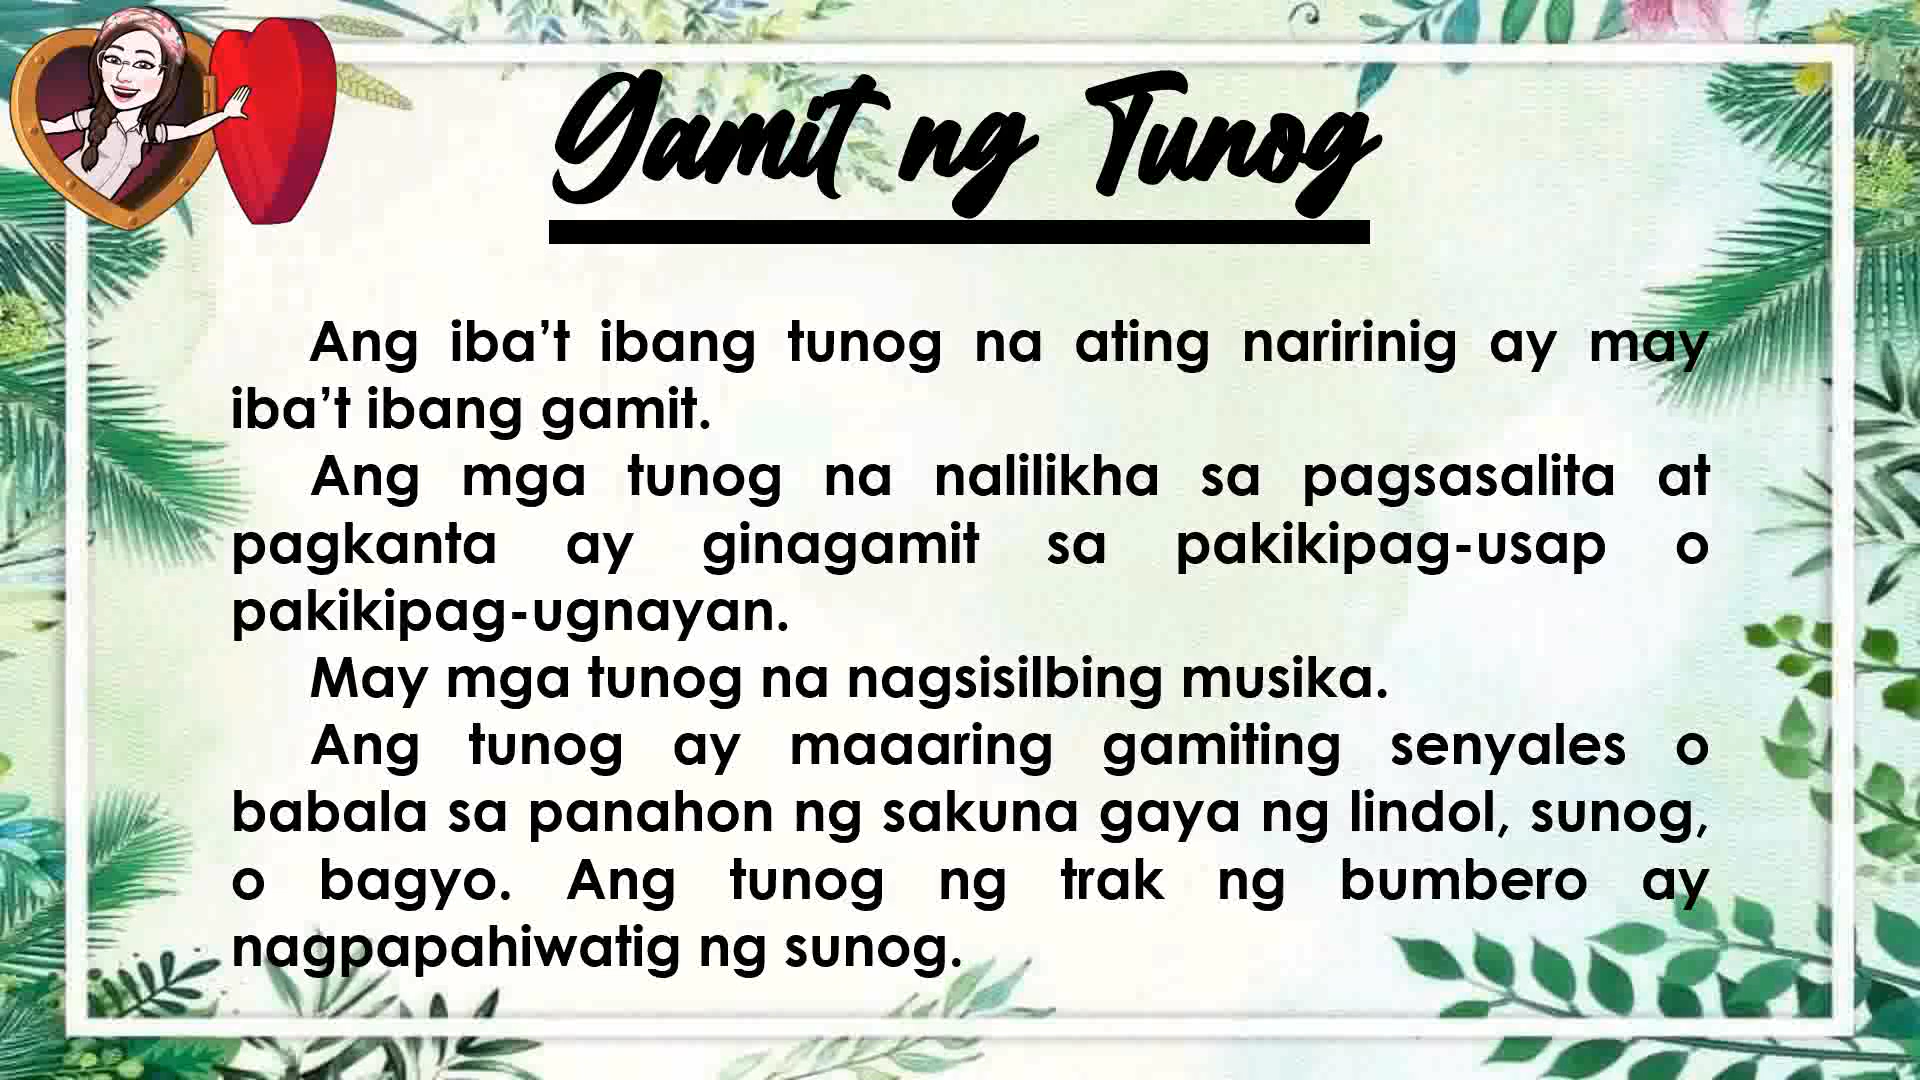 Gamit ng Tunog
Ang iba’t ibang tunog na ating naririnig ay may
iba’t ibang gamit.
Ang mga tunog na nalilikha sa pagsasalita at
pagkanta ay ginagamit sa pakikipag-usap o
pakikipag-ugnayan.
May mga tunog na nagsisilbing musika.
Ang tunog ay maaaring gamiting senyales o
babala sa panahon ng sakuna gaya ng lindol, sunog,
o bagyo. Ang tunog ng trak ng bumbero ay
nagpapahiwatig ng sunog.